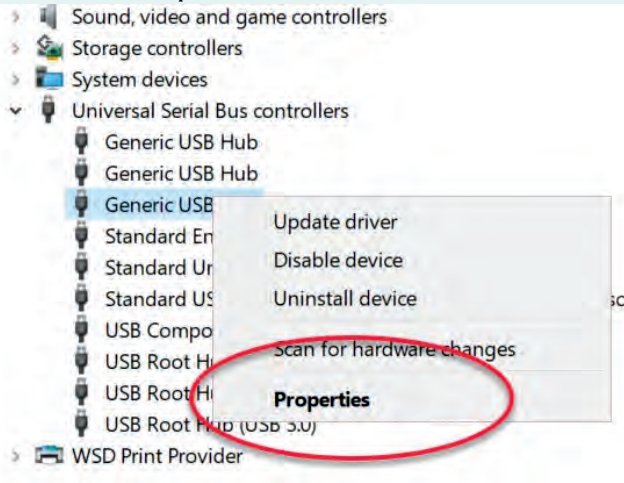 Sound, video and game controllers
Storage controllers
System devices
Universal Serial Bus controllers
Generic USB Hub
Generic USB Hub
Generic USB
Standard En
Standard Un
Standard US
USB Compo
USB Root H
USB Root H
USB Root Hub (USB 3.0)
WSD Print Provider
Update driver
Disable device
Uninstall device
Scan for hardware changes
Properties